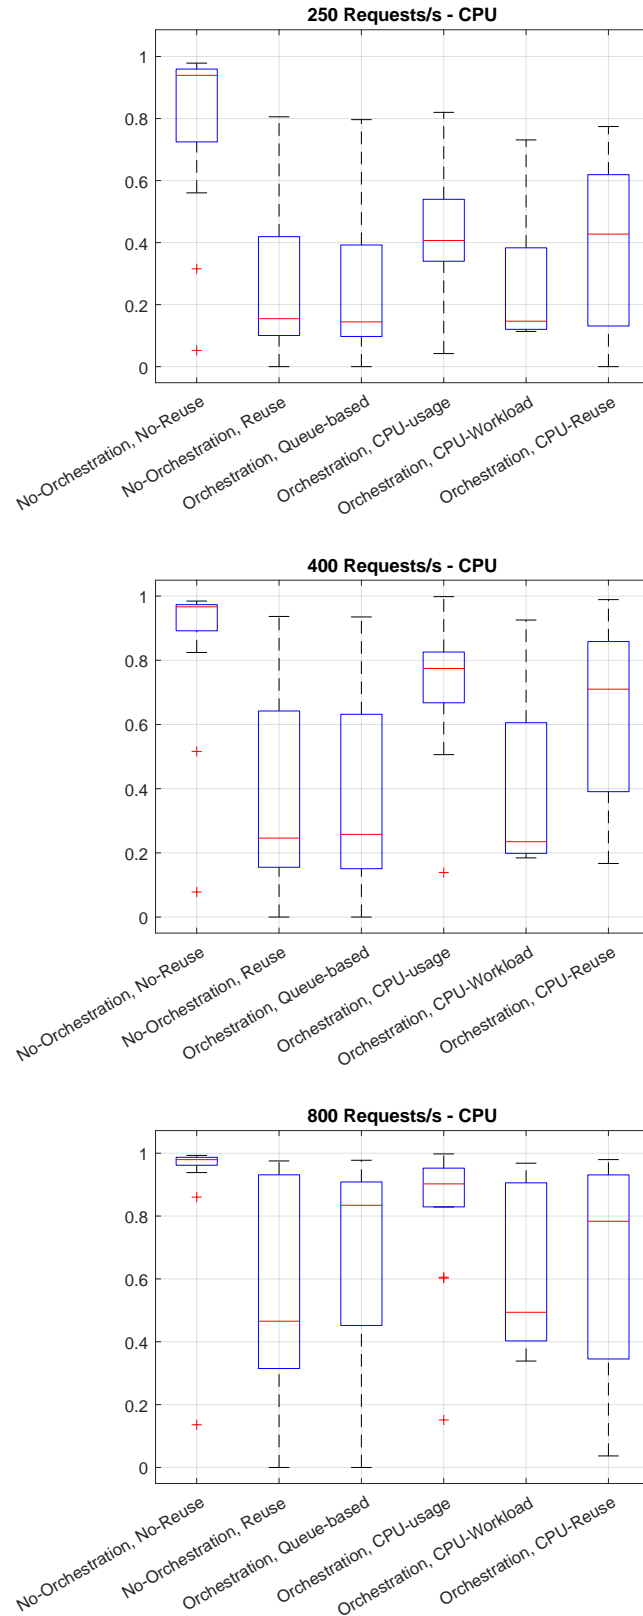 250 Requests/s - CPU
1
0.8
0.6
0.4
0.2
0
No-Orchestration, No-Reuse
No-Orchestration, Reuse
Orchestration, Queue-based
Orchestration, CPU-usage
Orchestration, CPU-Workload
Orchestration, CPU-Reuse
400 Requests/s - CPU
1
0.8
0.6
0.4
0.2
0
No-Orchestration, No-Reuse
No-Orchestration, Reuse
Orchestration, Queue-based
Orchestration, CPU-usage
Orchestration, CPU-Workload
Orchestration, CPU-Reuse
800 Requests/s - CPU
1
0.8
0.6
0.4
0.2
0
No-Orchestration, No-Reuse
No-Orchestration, Reuse
Orchestration, Queue-based
Orchestration, CPU-usage
Orchestration, CPU-Workload
Orchestration, CPU-Reuse